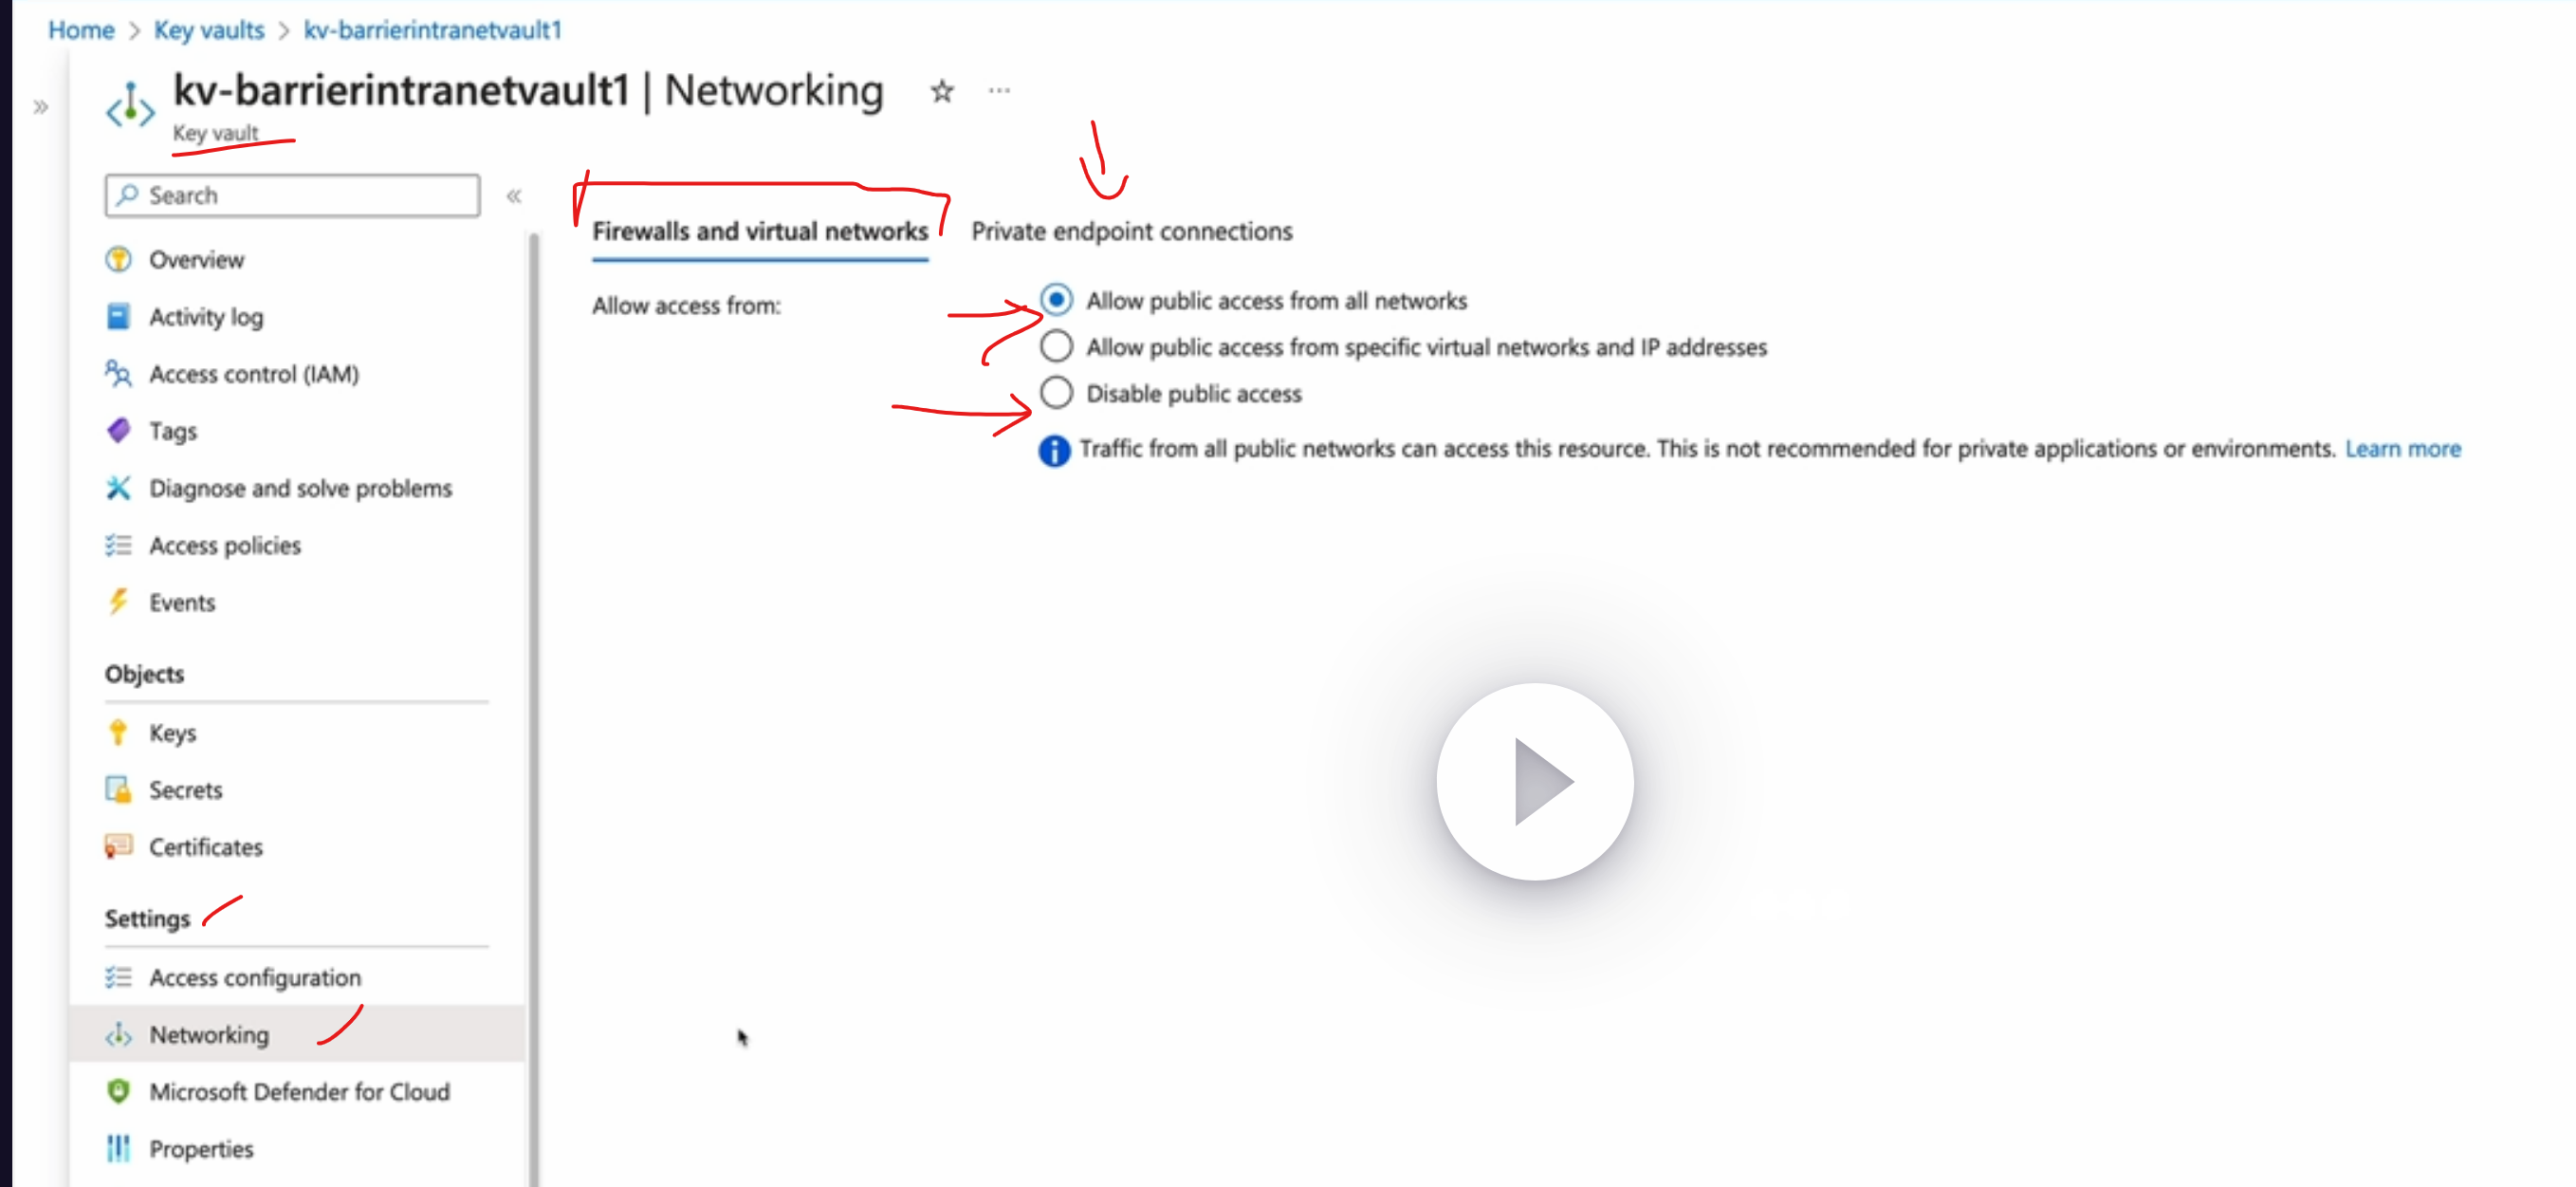 Home > Key vaults > kv-barrierintranetvault1
kv-barrierintranetvault1 | Networking
Key vault
Search
Overview
Activity log
Access control (IAM)
Tags
Diagnose and solve problems
Access policies
Events
Objects
Keys
Secrets
Certificates
Settings
Access configuration
Networking
Microsoft Defender for Cloud
Properties
Firewalls and virtual networks
Private endpoint connections
Allow access from:
Allow public access from all networks
Allow public access from specific virtual networks and IP addresses
Disable public access
Traffic from all public networks can access this resource. This is not recommended for private applications or environments. Learn more